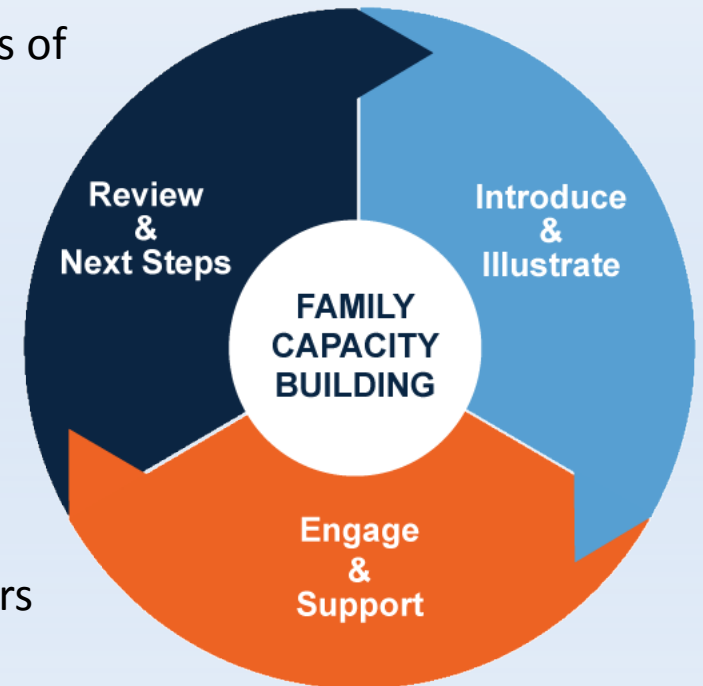 s of
Review
&
Next Steps
Introduce
&
Illustrate
FAMILY
CAPACITY
BUILDING
Engage
&
Support
rs